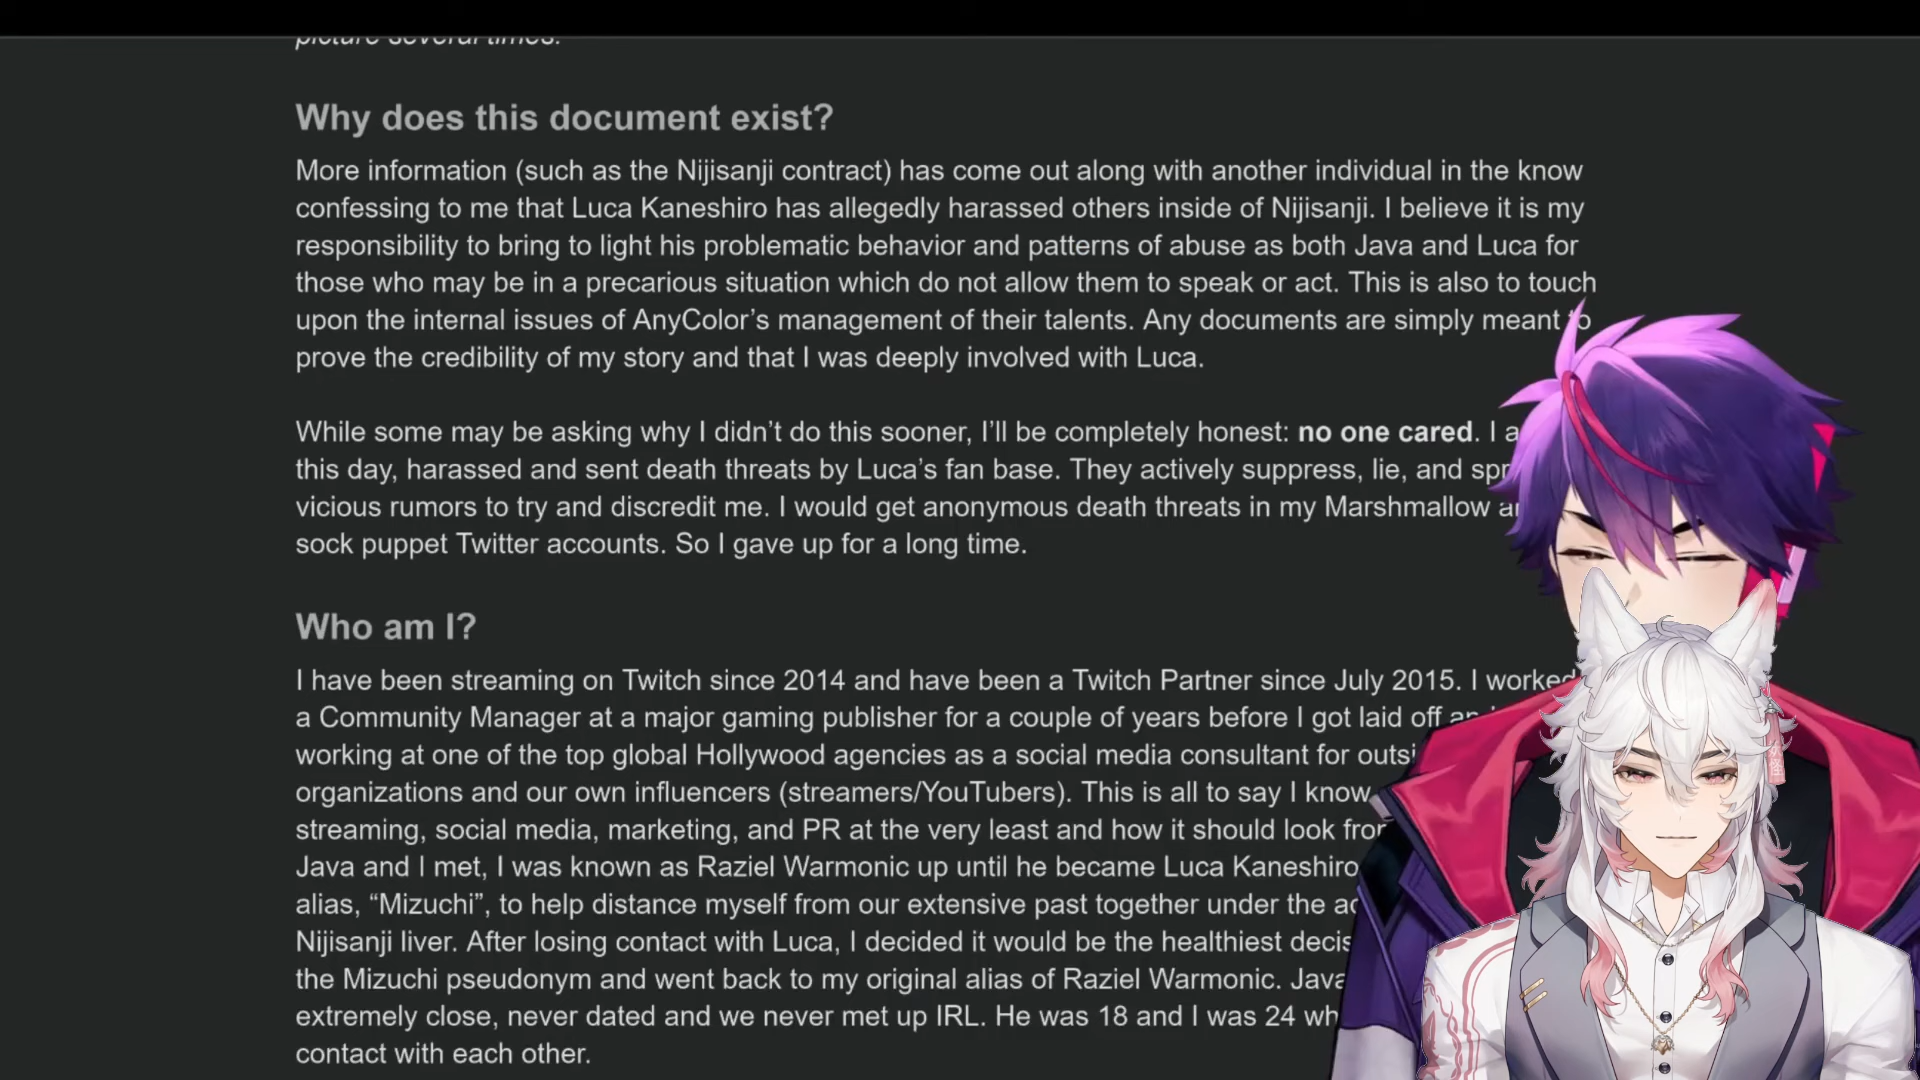 picture several times.
Why does this document exist?
More information (such as the Nijisanji contract) has come out along with another individual in the know
confessing to me that Luca Kaneshiro has allegedly harassed others inside of Nijisanji. I believe it is my
responsibility to bring to light his problematic behavior and patterns of abuse as both Java and Luca for
those who may be in a precarious situation which do not allow them to speak or act. This is also to touch
upon the internal issues of AnyColor’s management of their talents. Any documents are simply meant to
prove the credibility of my story and that I was deeply involved with Luca.
While some may be asking why I didn’t do this sooner, I’ll be completely honest: no one cared. I
this day, harassed and sent death threats by Luca’s fan base. They actively suppress, lie, and
vicious rumors to try and discredit me. I would get anonymous death threats in my Marshmallow
sock puppet Twitter accounts. So I gave up for a long time.
Who am I?
I have been streaming on Twitch since 2014 and have been a Twitch Partner since July 2015. I worked
a Community Manager at a major gaming publisher for a couple of years before I got laid off
working at one of the top global Hollywood agencies as a social media consultant for
organizations and our own influencers (streamers/YouTubers). This is all to say I know
streaming, social media, marketing, and PR at the very least and how it should look
Java and I met, I was known as Raziel Warmonic up until he became Luca Kaneshiro
alias, “Mizuchi”, to help distance myself from our extensive past together under the
Nijisanji liver. After losing contact with Luca, I decided it would be the healthiest
the Mizuchi pseudonym and went back to my original alias of Raziel Warmonic. Java
extremely close, never dated and we never met up IRL. He was 18 and I was 24
contact with each other.